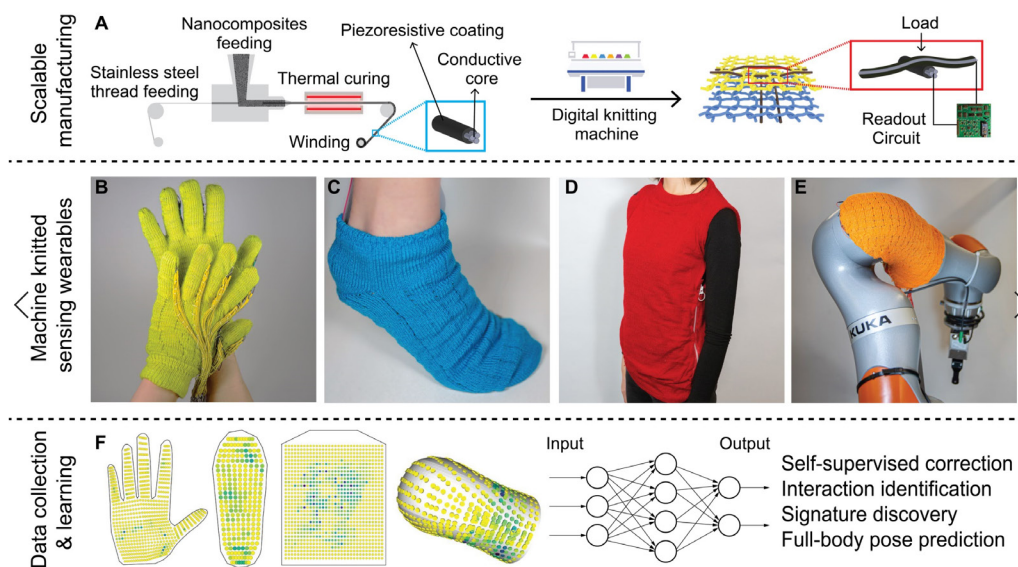 Scalable
manufacturing
A
Nanocomposites
feeding
Stainless steel
thread feeding
Thermal curing
Winding
Piezoresistive coating
Conductive
core
Digital knitting
machine
Load
Readout
Circuit
Machine knitted
sensing wearables
B
C
D
E
KUKA
Data collection
& learning
F
Input
Output
Self-supervised correction
Interaction identification
Signature discovery
Full-body pose prediction